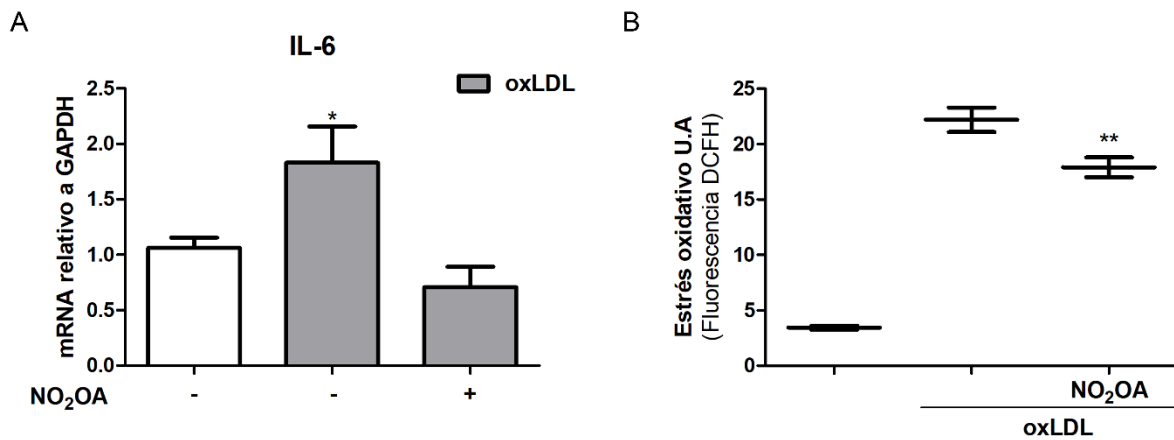 A
IL-6
oxLDL
mRNA relativo a GAPDH
2.5
2.0
1.5
1.0
0.5
0.0
*
NO₂OA
-
-
+
B
Estrés oxidativo U.A
(Fluorescencia DCFH)
25
20
15
10
5
0
**
NO₂OA
oxLDL